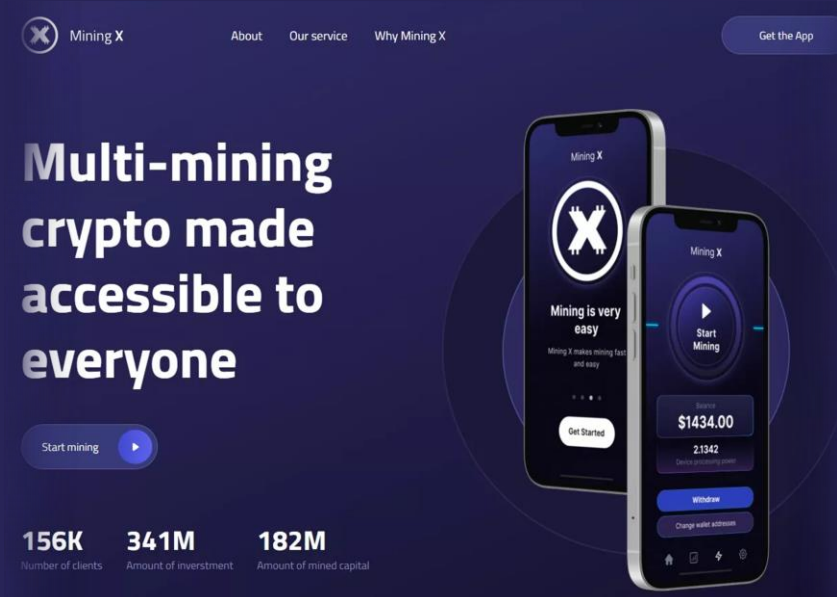 Mining X
About
Our service
Why Mining X
Get the App
Multi-mining
crypto made
accessible to
everyone
Start mining
156K
341M
182M
Number of clients
Amount of inverstment
Amount of mined capital
Mining X
Mining is very
easy
Mining X makes mining fast
and easy
Get Started
Mining X
Start
Mining
Balance
$1434.00
2.1342
Device processing power
Withdraw
Change wallet addresses